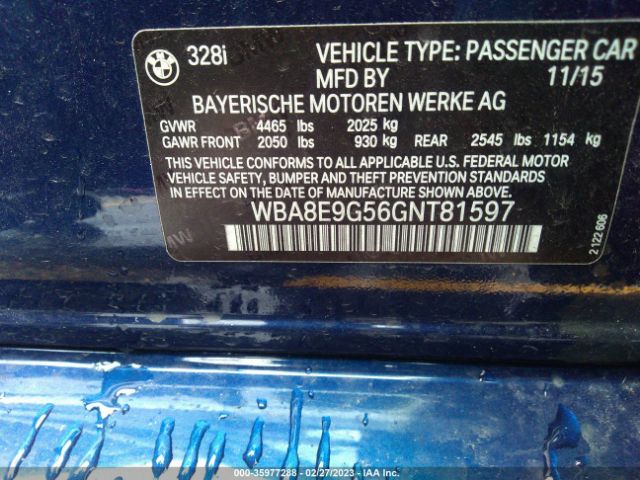 328i VEHICLE TYPE: PASSENGER CAR
MFD BY 11/15
BAYERISCHE MOTOREN WERKE AG
GVWR 4465 lbs 2025 kg
GAWR FRONT 2050 lbs 930 kg REAR 2545 lbs 1154 kg
THIS VEHICLE CONFORMS TO ALL APPLICABLE U.S. FEDERAL MOTOR
VEHICLE SAFETY, BUMPER AND THEFT PREVENTION STANDARDS
IN EFFECT ON THE DATE OF MANUFACTURE SHOWN ABOVE.
WBA8E9G56GNT81597
2 122 606
000-35977288 - 02/27/2023 - IAA Inc.